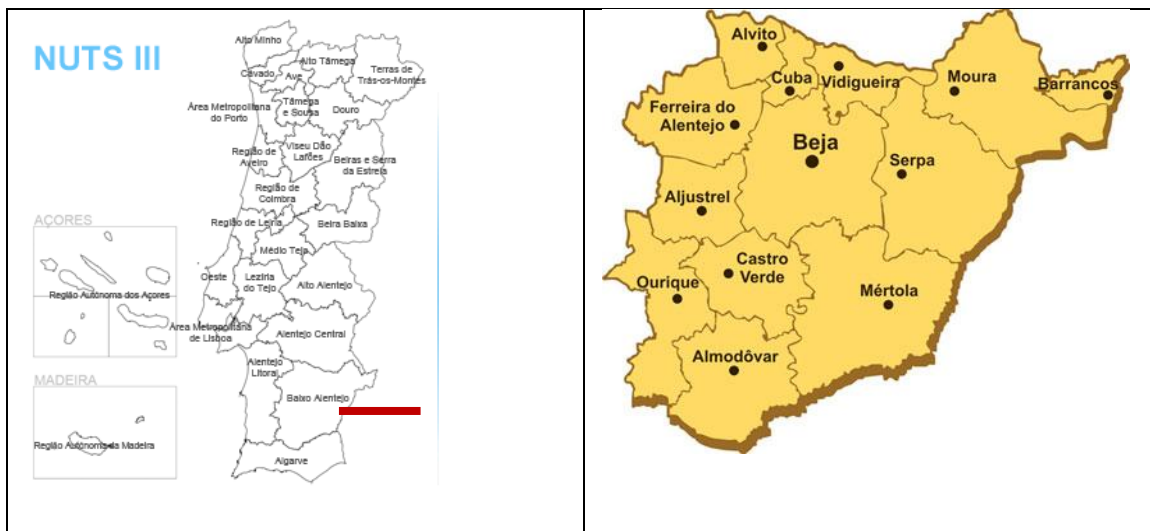 NUTS III
Alto Minho
Alto Tâmega
Terras de
Trás-os-Montes
Cávado
Ave
Área Metropolitana
do Porto
Tâmega
e Sousa
Douro
Região de
Aveiro
Viseu Dão
Lafões
Beiras e Serra
da Estrela
Região de
Coimbra
Região de Leiria
Beira Baixa
Médio Tejo
Oeste
Lezíria
do Tejo
Alto Alentejo
Área Metropolitana
de Lisboa
Alentejo Central
Alentejo
Litoral
Baixo Alentejo
Algarve
AÇORES
Região Autónoma dos Açores
MADEIRA
Região Autónoma da Madeira
Alvito
Cuba
Vidigueira
Moura
Barrancos
Ferreira do
Alentejo
Beja
Serpa
Aljustrel
Castro
Verde
Ourique
Mértola
Almodôvar